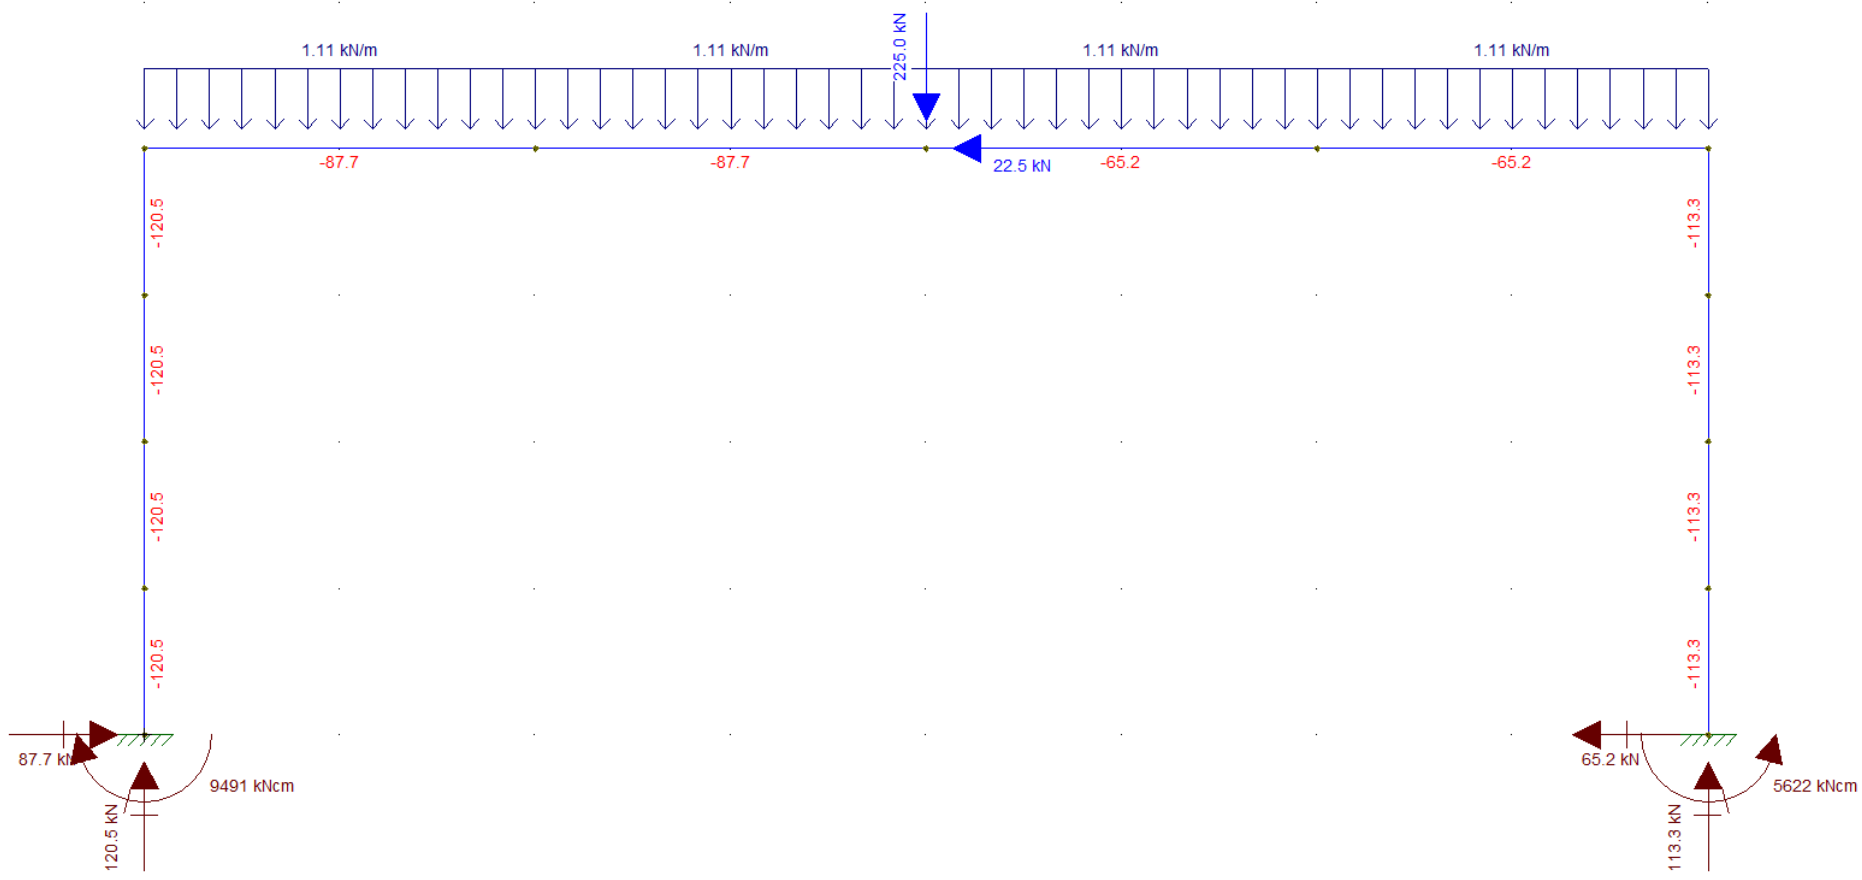 1.11 kN/m
1.11 kN/m
225.0 kN
1.11 kN/m
1.11 kN/m
-87.7
-87.7
22.5 kN
-65.2
-65.2
-120.5
-113.3
-120.5
-113.3
-120.5
-113.3
-120.5
-113.3
87.7 kN
9491 kNcm
120.5 kN
65.2 kN
5622 kNcm
113.3 kN